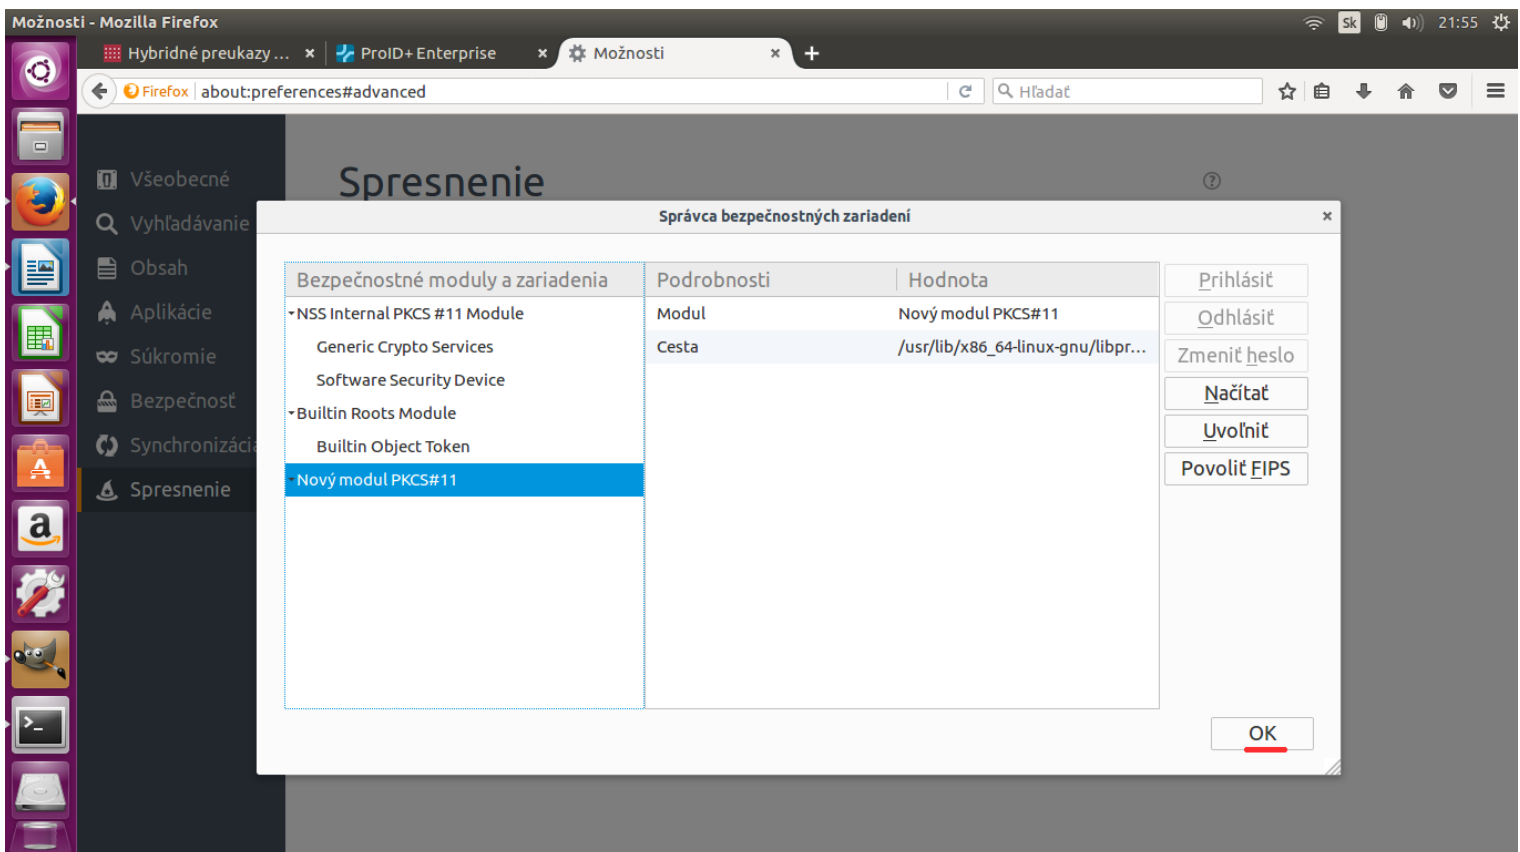 Možnosti - Mozilla Firefox
Sk
21:55
Hybridné preukazy ...
ProID+ Enterprise
Možnosti
Firefox
about:preferences#advanced
Hľadať
Všeobecné
Vyhľadávanie
Obsah
Aplikácie
Súkromie
Bezpečnosť
Synchronizácia
Spresnenie
Spresnenie
Správca bezpečnostných zariadení
Bezpečnostné moduly a zariadenia
NSS Internal PKCS #11 Module
Generic Crypto Services
Software Security Device
Builtin Roots Module
Builtin Object Token
Nový modul PKCS#11
Podrobnosti Hodnota
Modul Nový modul PKCS#11
Cesta /usr/lib/x86_64-linux-gnu/libpr...
Prihlásiť
Odhlásiť
Zmeniť heslo
Načítať
Uvoľniť
Povoliť FIPS
OK